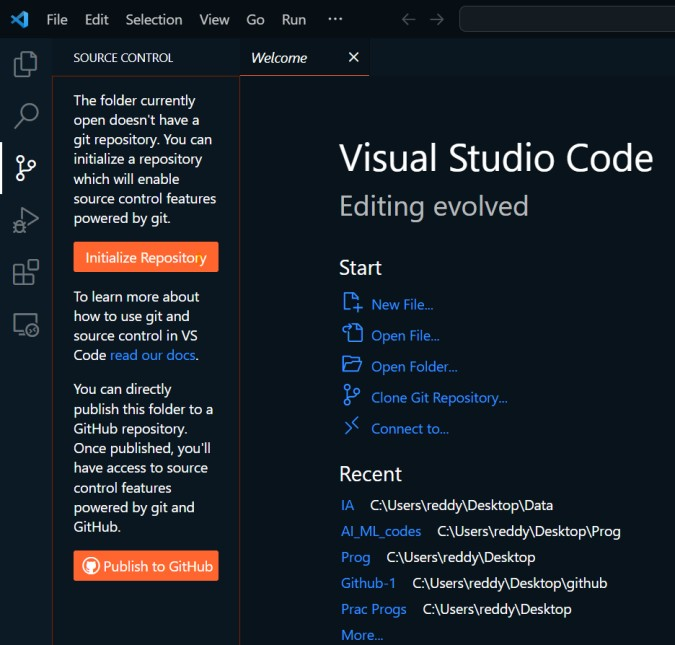 File Edit Selection View Go Run ...
SOURCE CONTROL
Welcome
The folder currently
open doesn't have a
git repository. You can
initialize a repository
which will enable
source control features
powered by git.
Initialize Repository
To learn more about
how to use git and
source control in VS
Code read our docs.
You can directly
publish this folder to a
GitHub repository.
Once published, you'll
have access to source
control features
powered by git and
GitHub.
Publish to GitHub
Visual Studio Code
Editing evolved
Start
New File...
Open File...
Open Folder...
Clone Git Repository...
Connect to...
Recent
IA C:\Users\reddy\Desktop\Data
AI_ML_codes C:\Users\reddy\Desktop\Prog
Prog C:\Users\reddy\Desktop
Github-1 C:\Users\reddy\Desktop\github
Prac Progs C:\Users\reddy\Desktop
More...